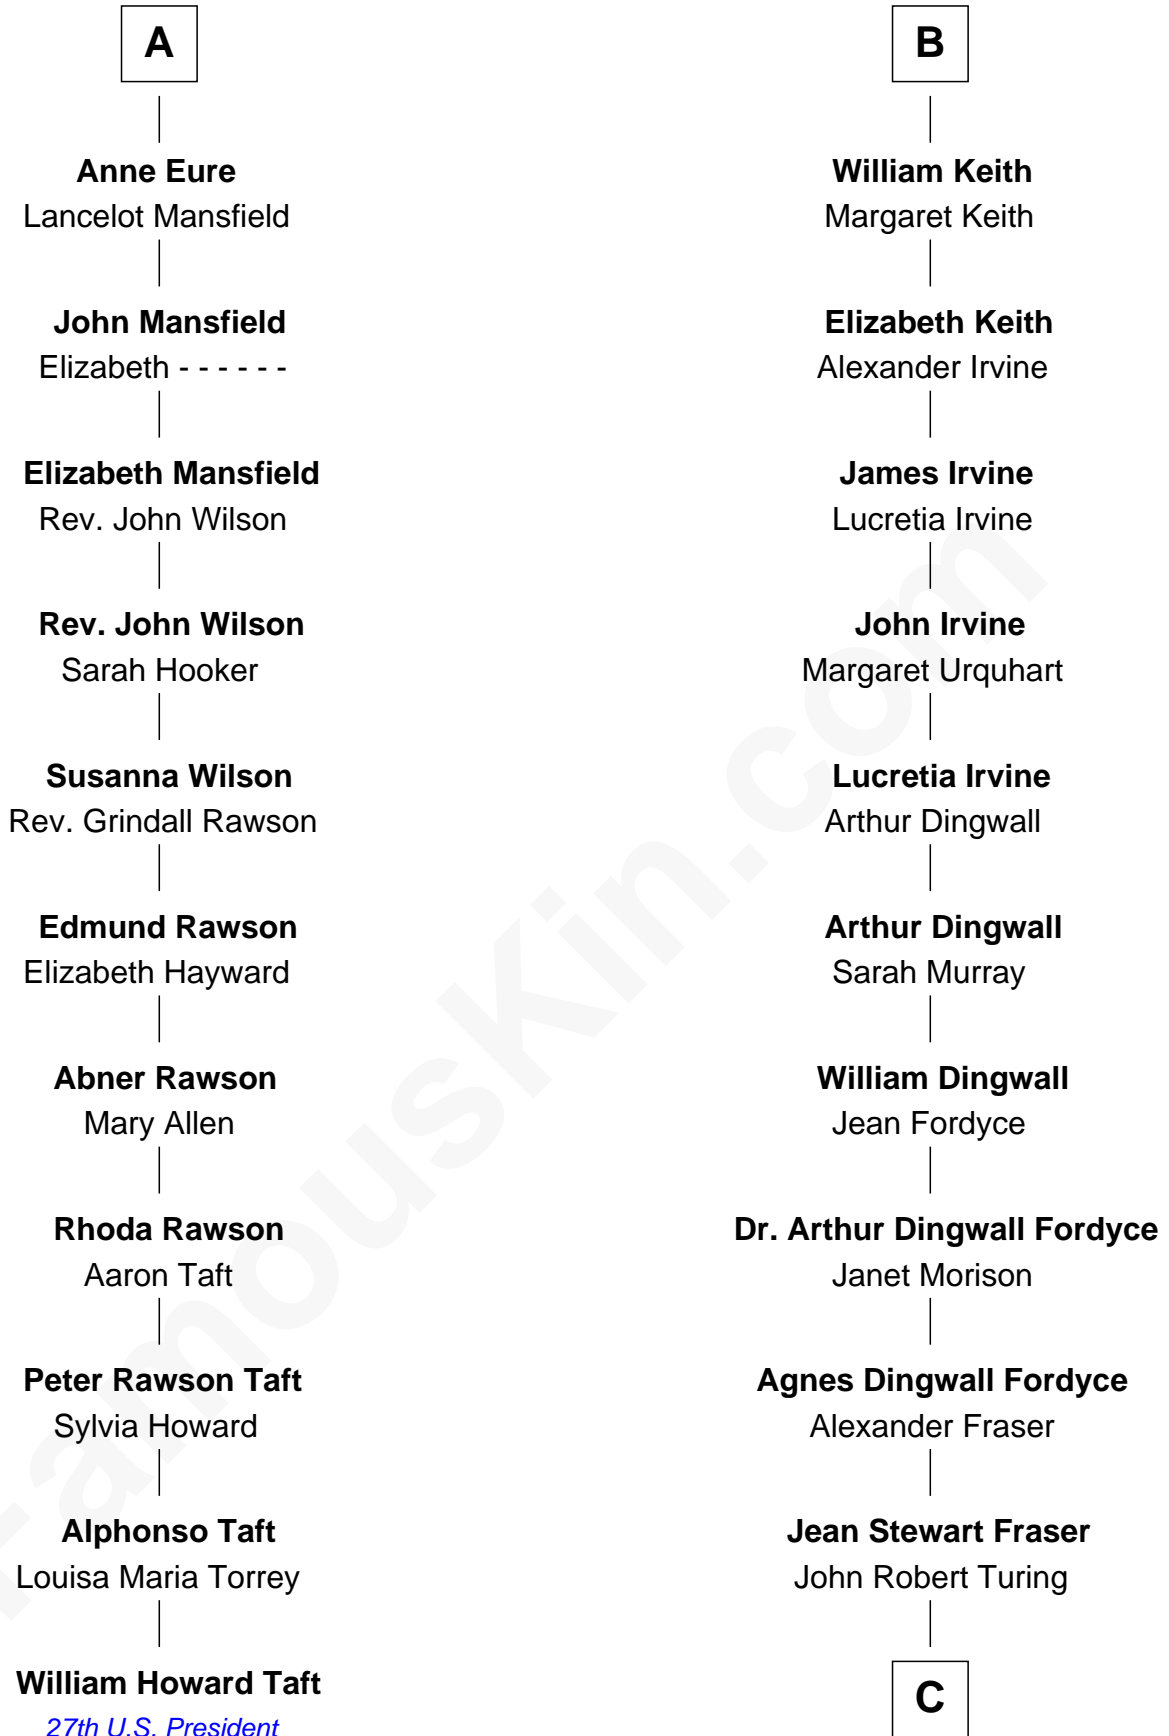 A
Anne Eure
Lancelot Mansfield
John Mansfield
Elizabeth - - - - - -
Elizabeth Mansfield
Rev. John Wilson
Rev. John Wilson
Sarah Hooker
Susanna Wilson
Rev. Grindall Rawson
Edmund Rawson
Elizabeth Hayward
Abner Rawson
Mary Allen
Rhoda Rawson
Aaron Taft
Peter Rawson Taft
Sylvia Howard
Alphonso Taft
Louisa Maria Torrey
William Howard Taft
27th U.S. President
B
William Keith
Margaret Keith
Elizabeth Keith
Alexander Irvine
James Irvine
Lucretia Irvine
John Irvine
Margaret Urquhart
Lucretia Irvine
Arthur Dingwall
Arthur Dingwall
Sarah Murray
William Dingwall
Jean Fordyce
Dr. Arthur Dingwall Fordyce
Janet Morison
Agnes Dingwall Fordyce
Alexander Fraser
Jean Stewart Fraser
John Robert Turing
C
FamousKin.com